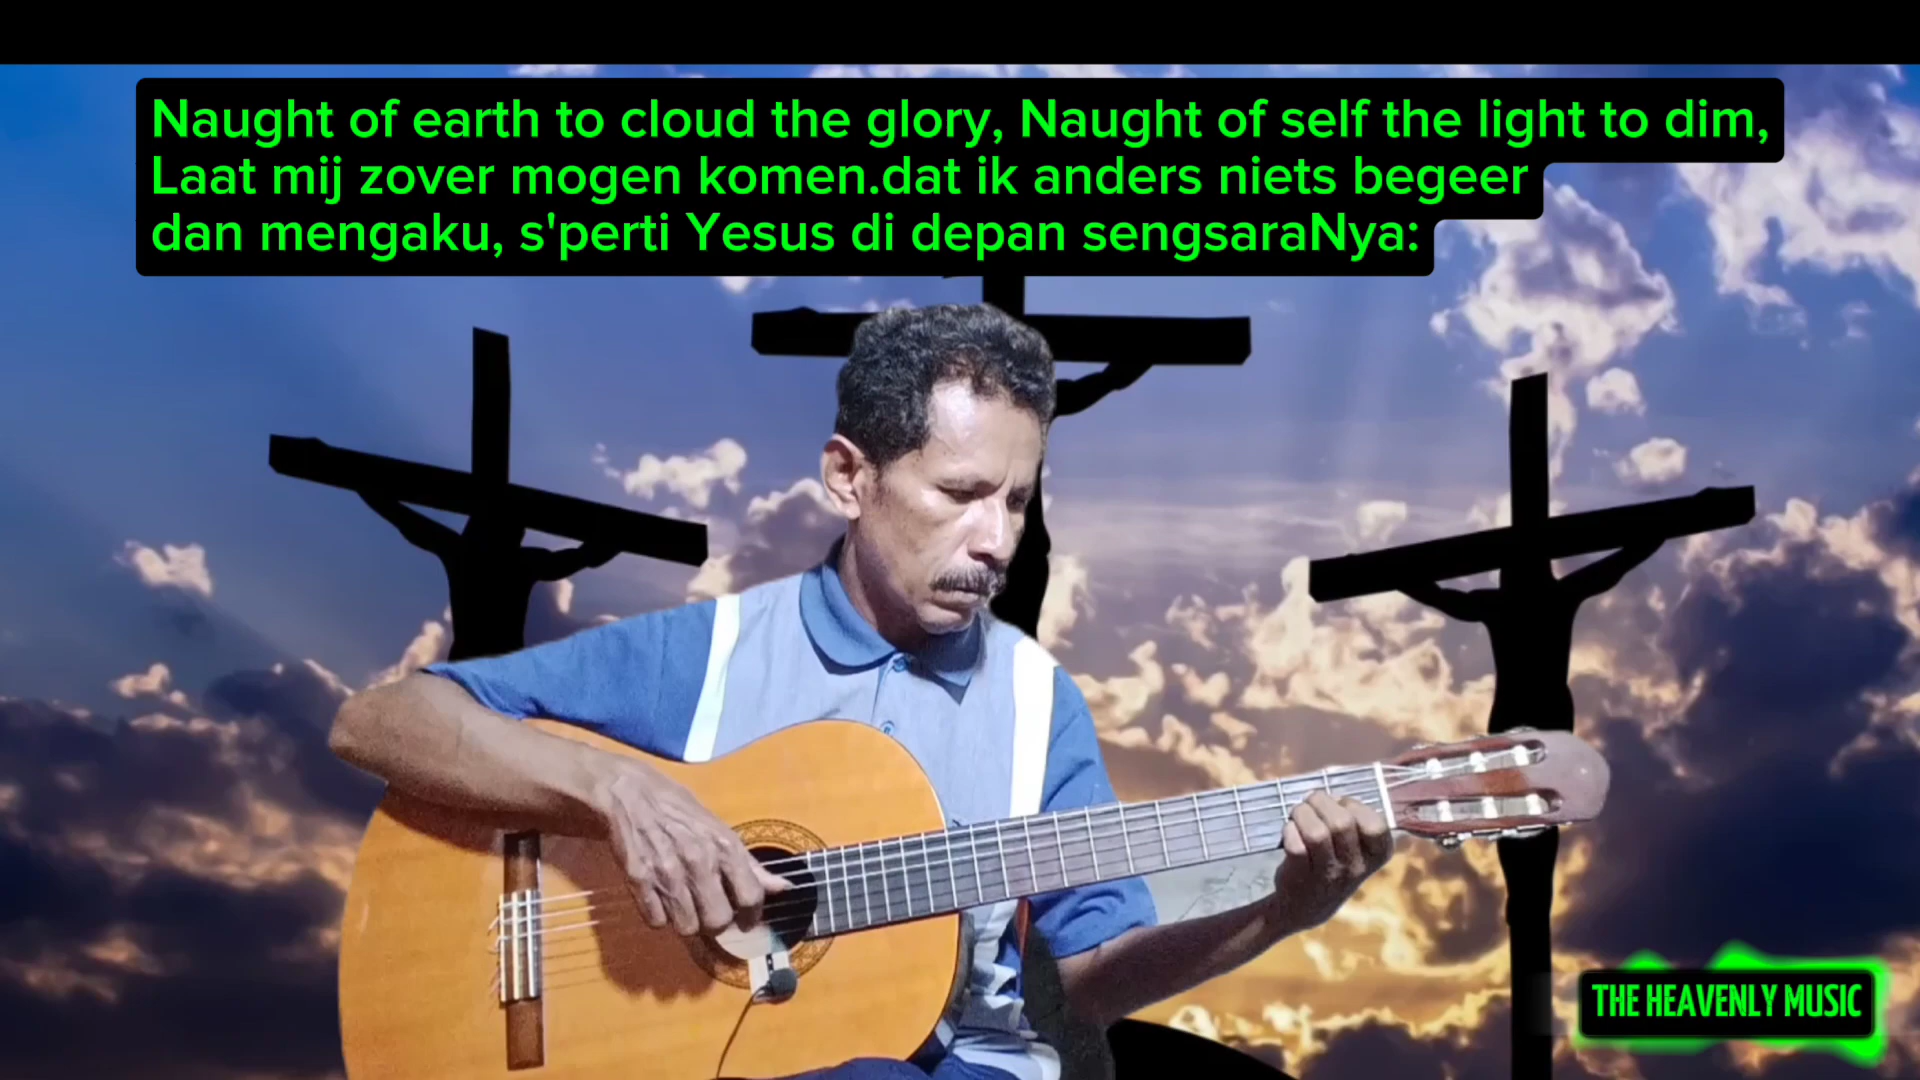 Naught of earth to cloud the glory, Naught of self the light to dim,
Laat mij zover mogen komen.dat ik anders niets begeer
dan mengaku, s'perti Yesus di depan sengsaraNya:
THE HEAVENLY MUSIC